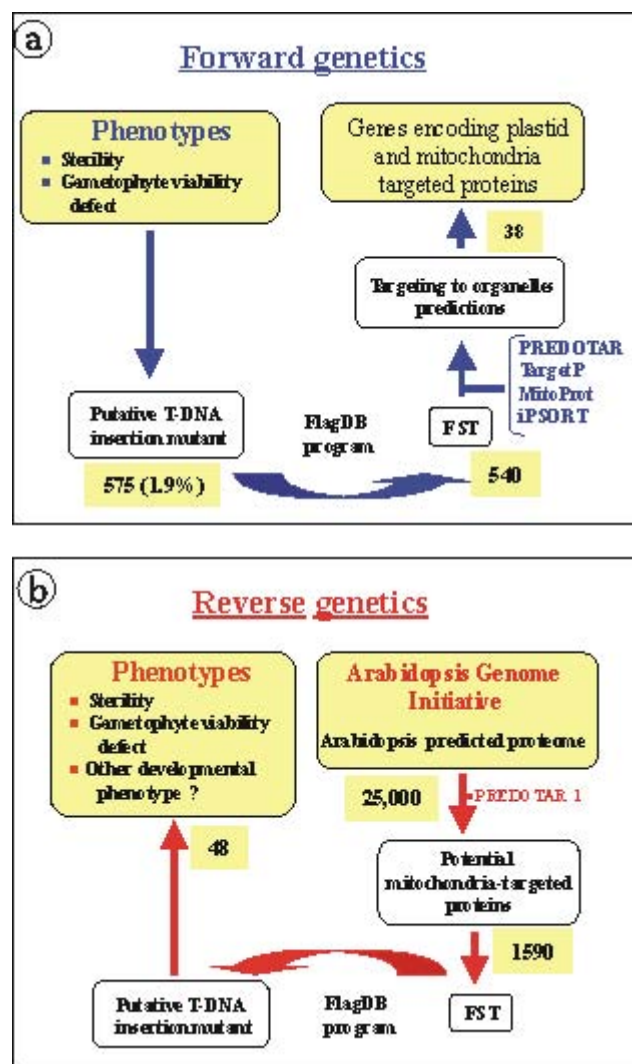 a
Forward genetics
Phenotypes
Sterility
Gametophyte viability
defect
Genes encoding plastid
and mitochondria
targeted proteins
38
Targeting to organelles
predictions
PREDOTAR
TargetP
MitoProt
iPSORT
Putative T-DNA
insertion mutant
575 (1.9%)
FlagDB
program
FST
540
b
Reverse genetics
Phenotypes
Sterility
Gametophyte viability
defect
Other developmental
phenotype ?
Arabidopsis Genome
Initiative
Arabidopsis predicted proteome
25,000
PREDOTAR 1
48
Potential
mitochondria-targeted
proteins
1590
Putative T-DNA
insertion mutant
FlagDB
program
FST